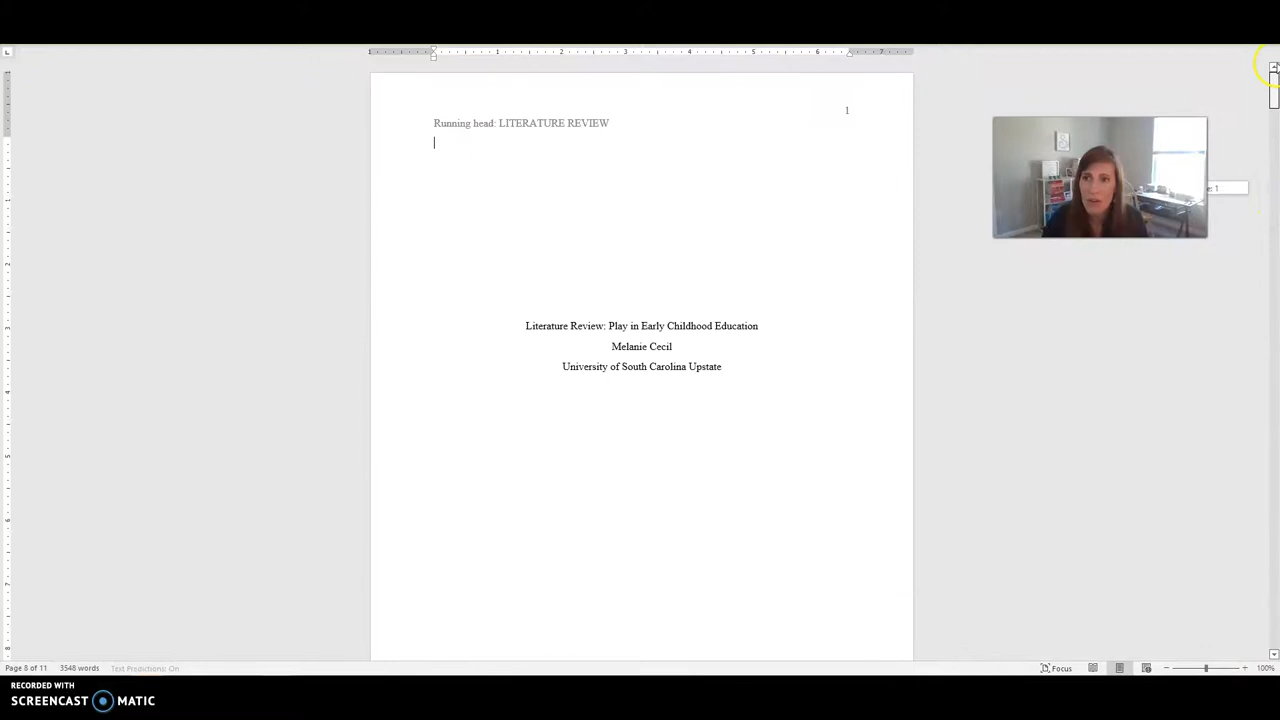 1
Running head: LITERATURE REVIEW
Literature Review: Play in Early Childhood Education
Melanie Cecil
University of South Carolina Upstate
Page 8 of 11 3548 words Text Predictions: On
Focus 100%
RECORDED WITH
SCREENCAST MATIC